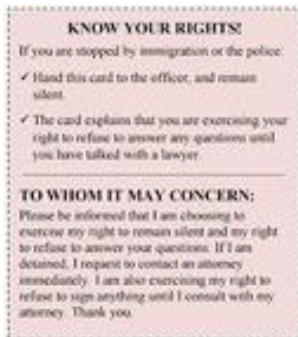 KNOW YOUR RIGHTS!
If you are stopped by immigration or the police:
✓ Hand this card to the officer, and remain
silent.
✓ The card explains that you are exercising your
right to refuse to answer any questions until
you have talked with a lawyer.
TO WHOM IT MAY CONCERN:
Please be informed that I am choosing to
exercise my right to remain silent and my right
to refuse to answer your questions. If I am
detained, I request to contact an attorney
immediately. I am also exercising my right to
refuse to sign anything until I consult with my
attorney. Thank you.